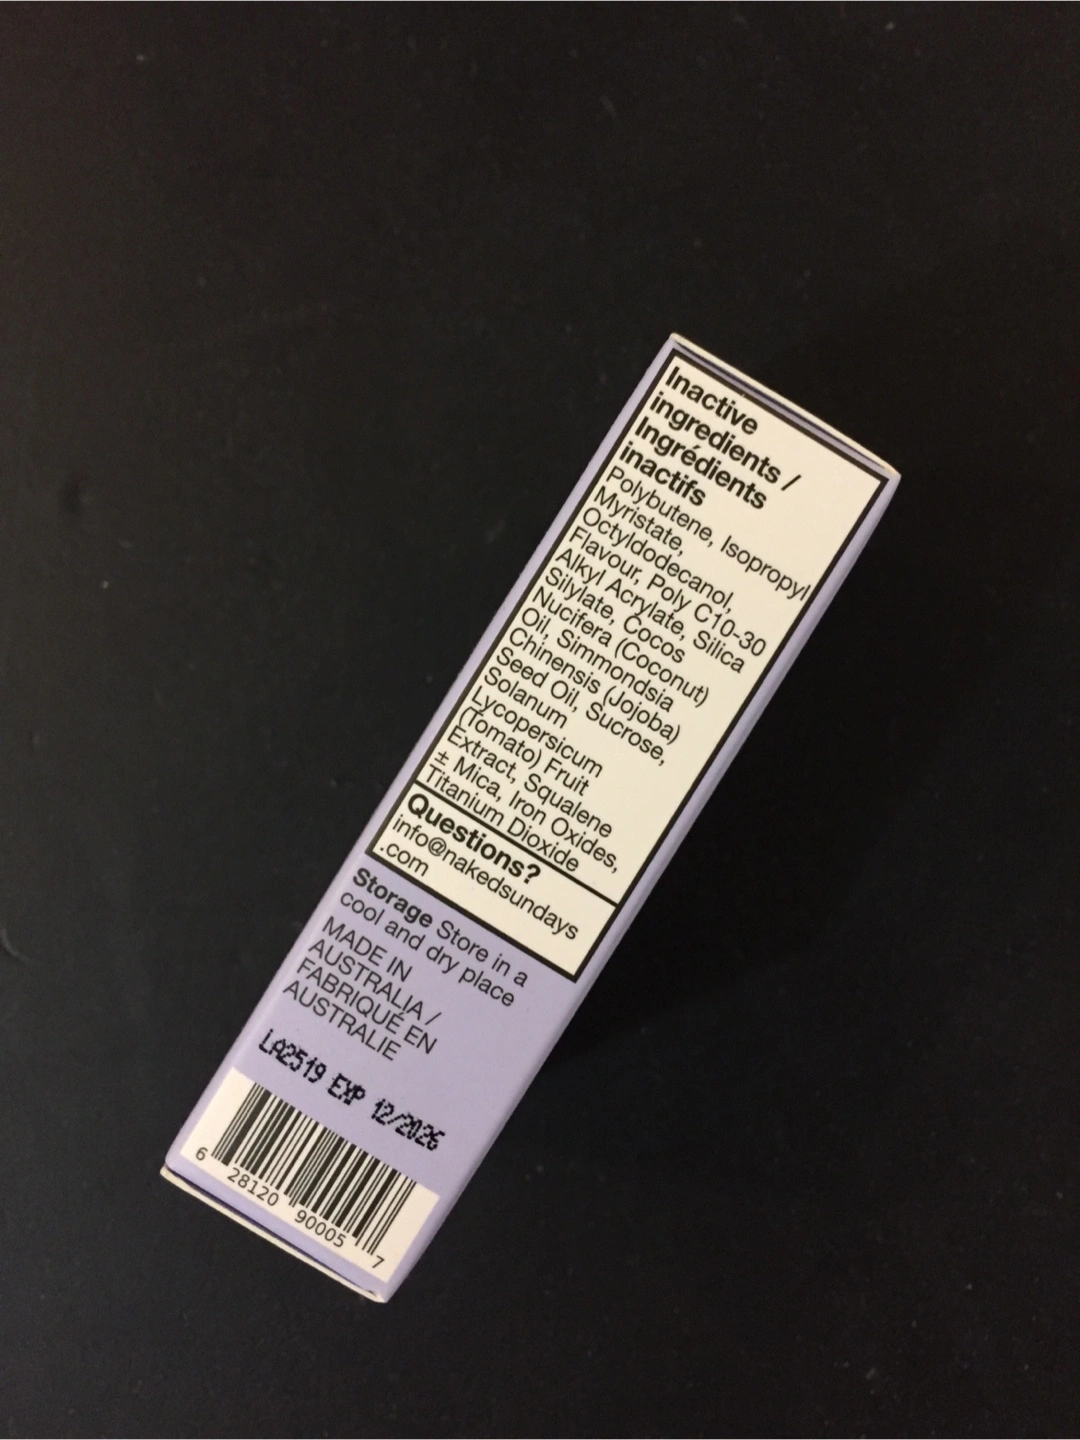 Inactive
ingredients /
Ingrédients
inactifs
Polybutene, Isopropyl
Myristate,
Octyldodecanol,
Flavour, Poly C10-30
Alkyl Acrylate, Silica
Silylate, Cocos
Nucifera (Coconut)
Oil, Simmondsia
Chinensis (Jojoba)
Seed Oil, Sucrose,
Solanum
Lycopersicum
(Tomato) Fruit
Extract, Squalene
± Mica, Iron Oxides,
Titanium Dioxide
Questions?
info@nakedsundays
.com
Storage Store in a
cool and dry place
MADE IN
AUSTRALIA /
FABRIQUÉ EN
AUSTRALIE
LA2519 EXP 12/2026
6 28120 90005 7